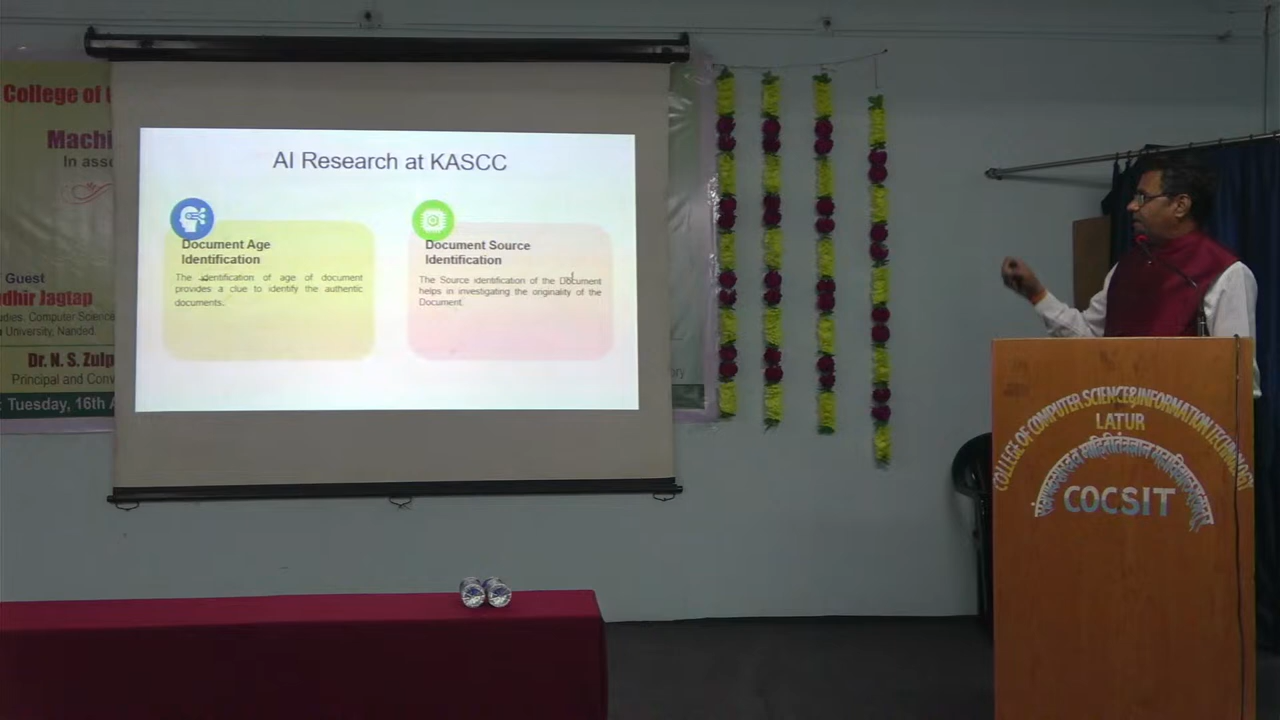 College of
Machi
In asso
Guest
udhir Jagtap
Studies. Computer Science
University, Nanded.
Dr. N. S. Zulp
Principal and Conv
Tuesday, 16th
AI Research at KASCC
Document Age
Identification
The identification of age of document
provides a clue to identify the authentic
documents.
Document Source
Identification
The Source identification of the Document
helps in investigating the originality of the
Document.
COLLEGE OF COMPUTER SCIENCE & INFORMATION TECHNOLOGY
LATUR
COCSIT